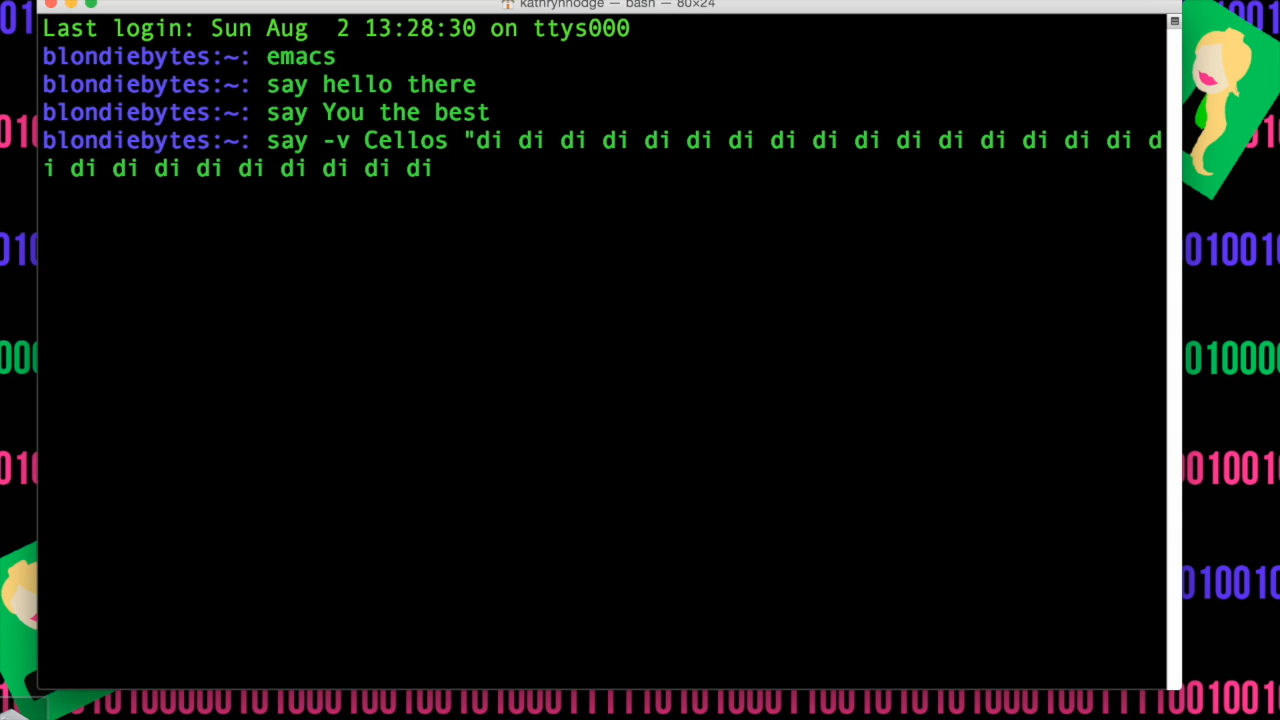 kathrynhodge — bash — 80×24
Last login: Sun Aug  2 13:28:30 on ttys000
blondiebytes:~: emacs
blondiebytes:~: say hello there
blondiebytes:~: say You the best
blondiebytes:~: say -v Cellos "di di di di di di di di di di di di di di di di d
i di di di di di di di di di